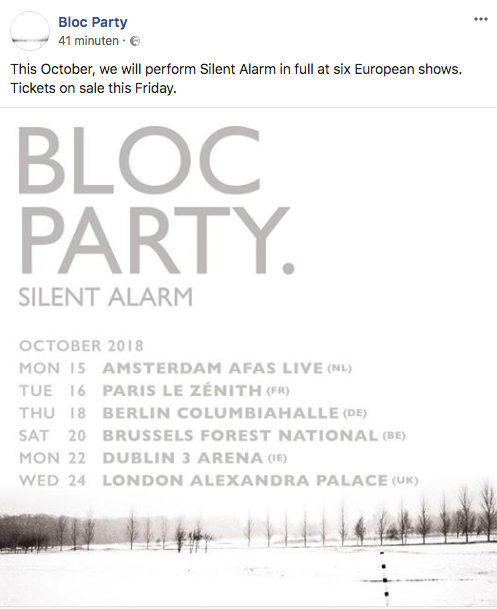 Bloc Party
41 minuten ·
This October, we will perform Silent Alarm in full at six European shows.
Tickets on sale this Friday.
BLOC
PARTY.
SILENT ALARM
OCTOBER 2018
MON 15 AMSTERDAM AFAS LIVE (NL)
TUE 16 PARIS LE ZÉNITH (FR)
THU 18 BERLIN COLUMBIAHALLE (DE)
SAT 20 BRUSSELS FOREST NATIONAL (BE)
MON 22 DUBLIN 3 ARENA (IE)
WED 24 LONDON ALEXANDRA PALACE (UK)